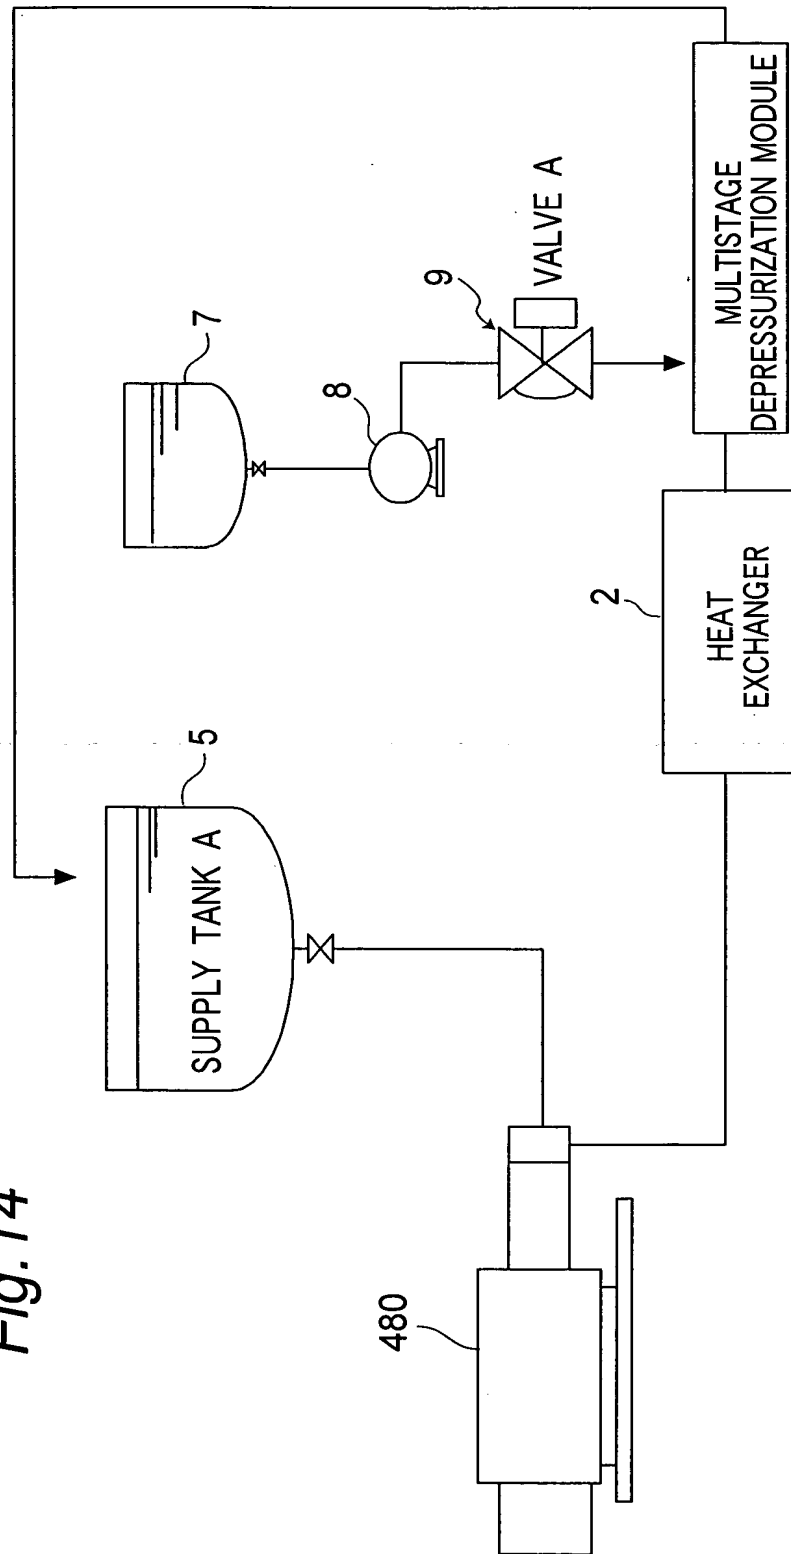 Fig. 14
SUPPLY TANK A
5
7
8
9
VALVE A
480
2
HEAT
EXCHANGER
MULTISTAGE
DEPRESSURIZATION MODULE